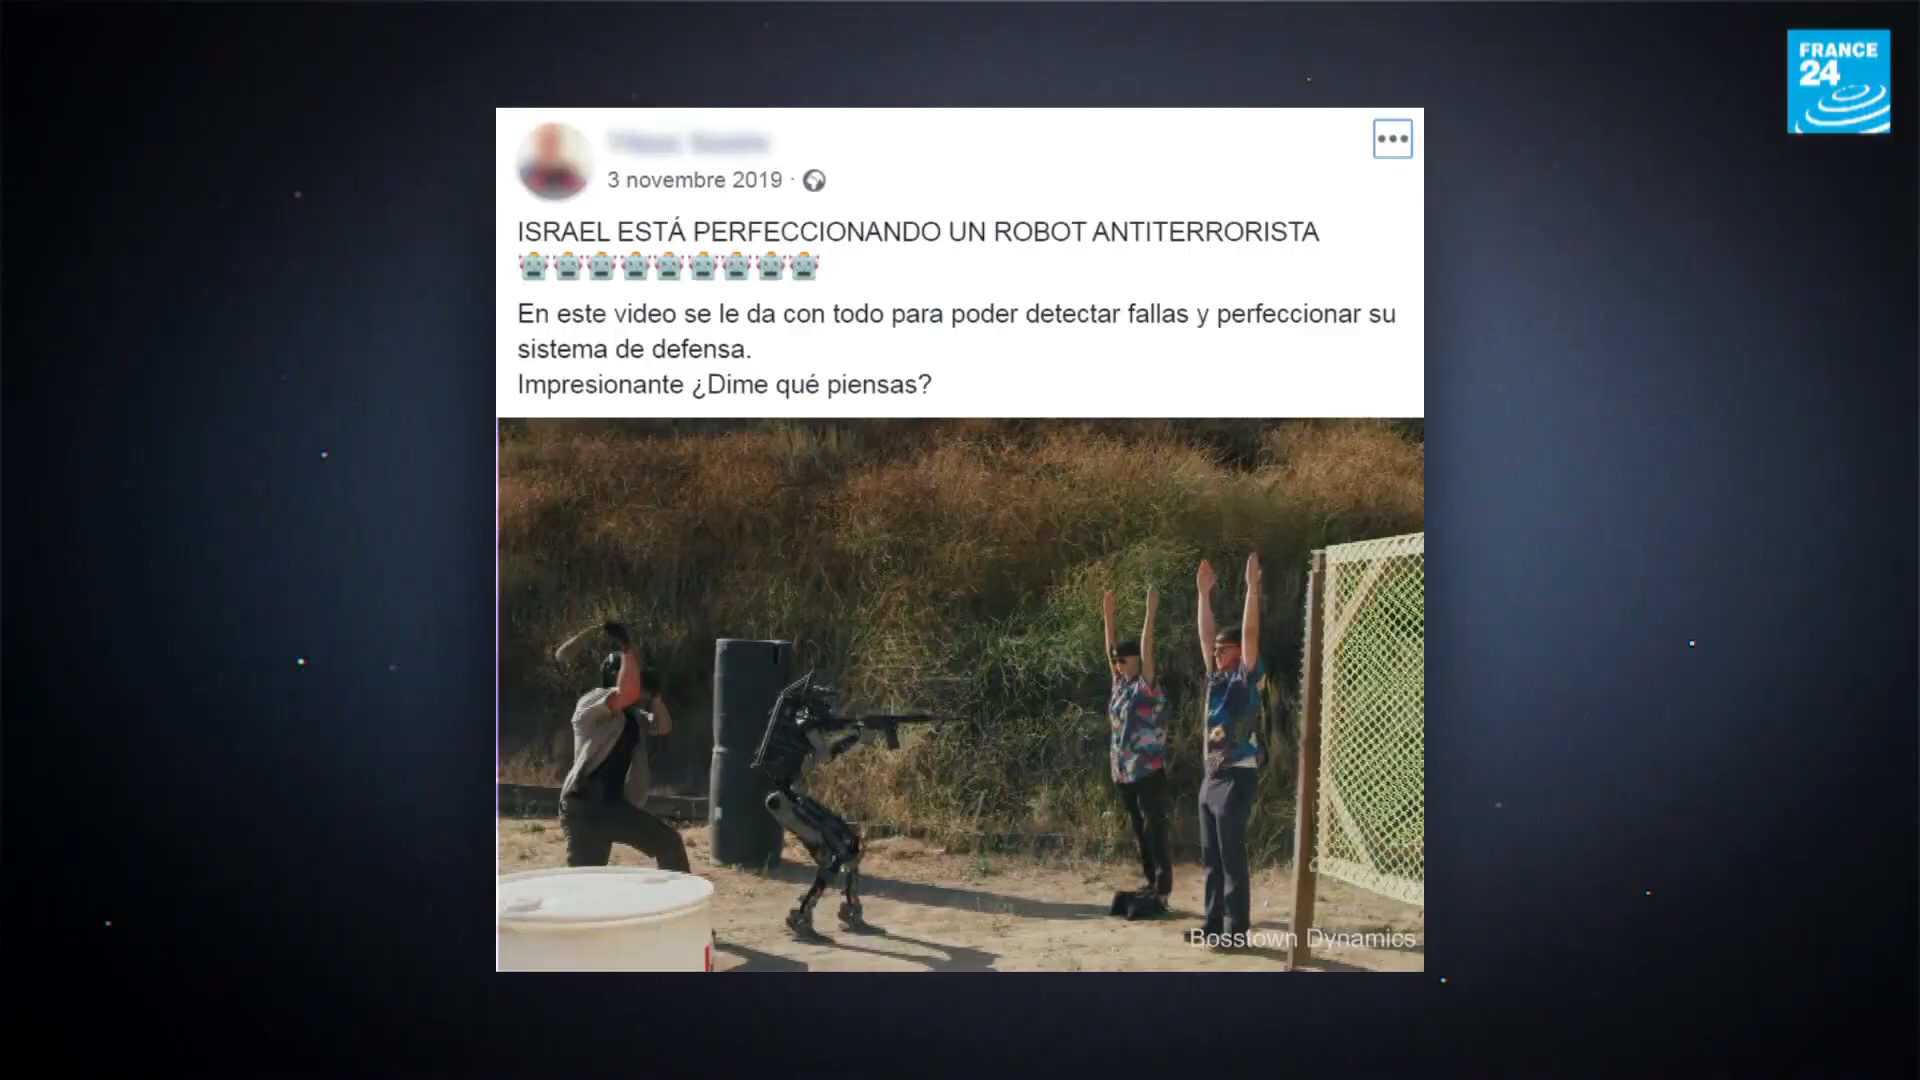 FRANCE
24
3 novembre 2019 ·
ISRAEL ESTÁ PERFECCIONANDO UN ROBOT ANTITERRORISTA
En este video se le da con todo para poder detectar fallas y perfeccionar su
sistema de defensa.
Impresionante ¿Dime qué piensas?
Bosstown Dynamics